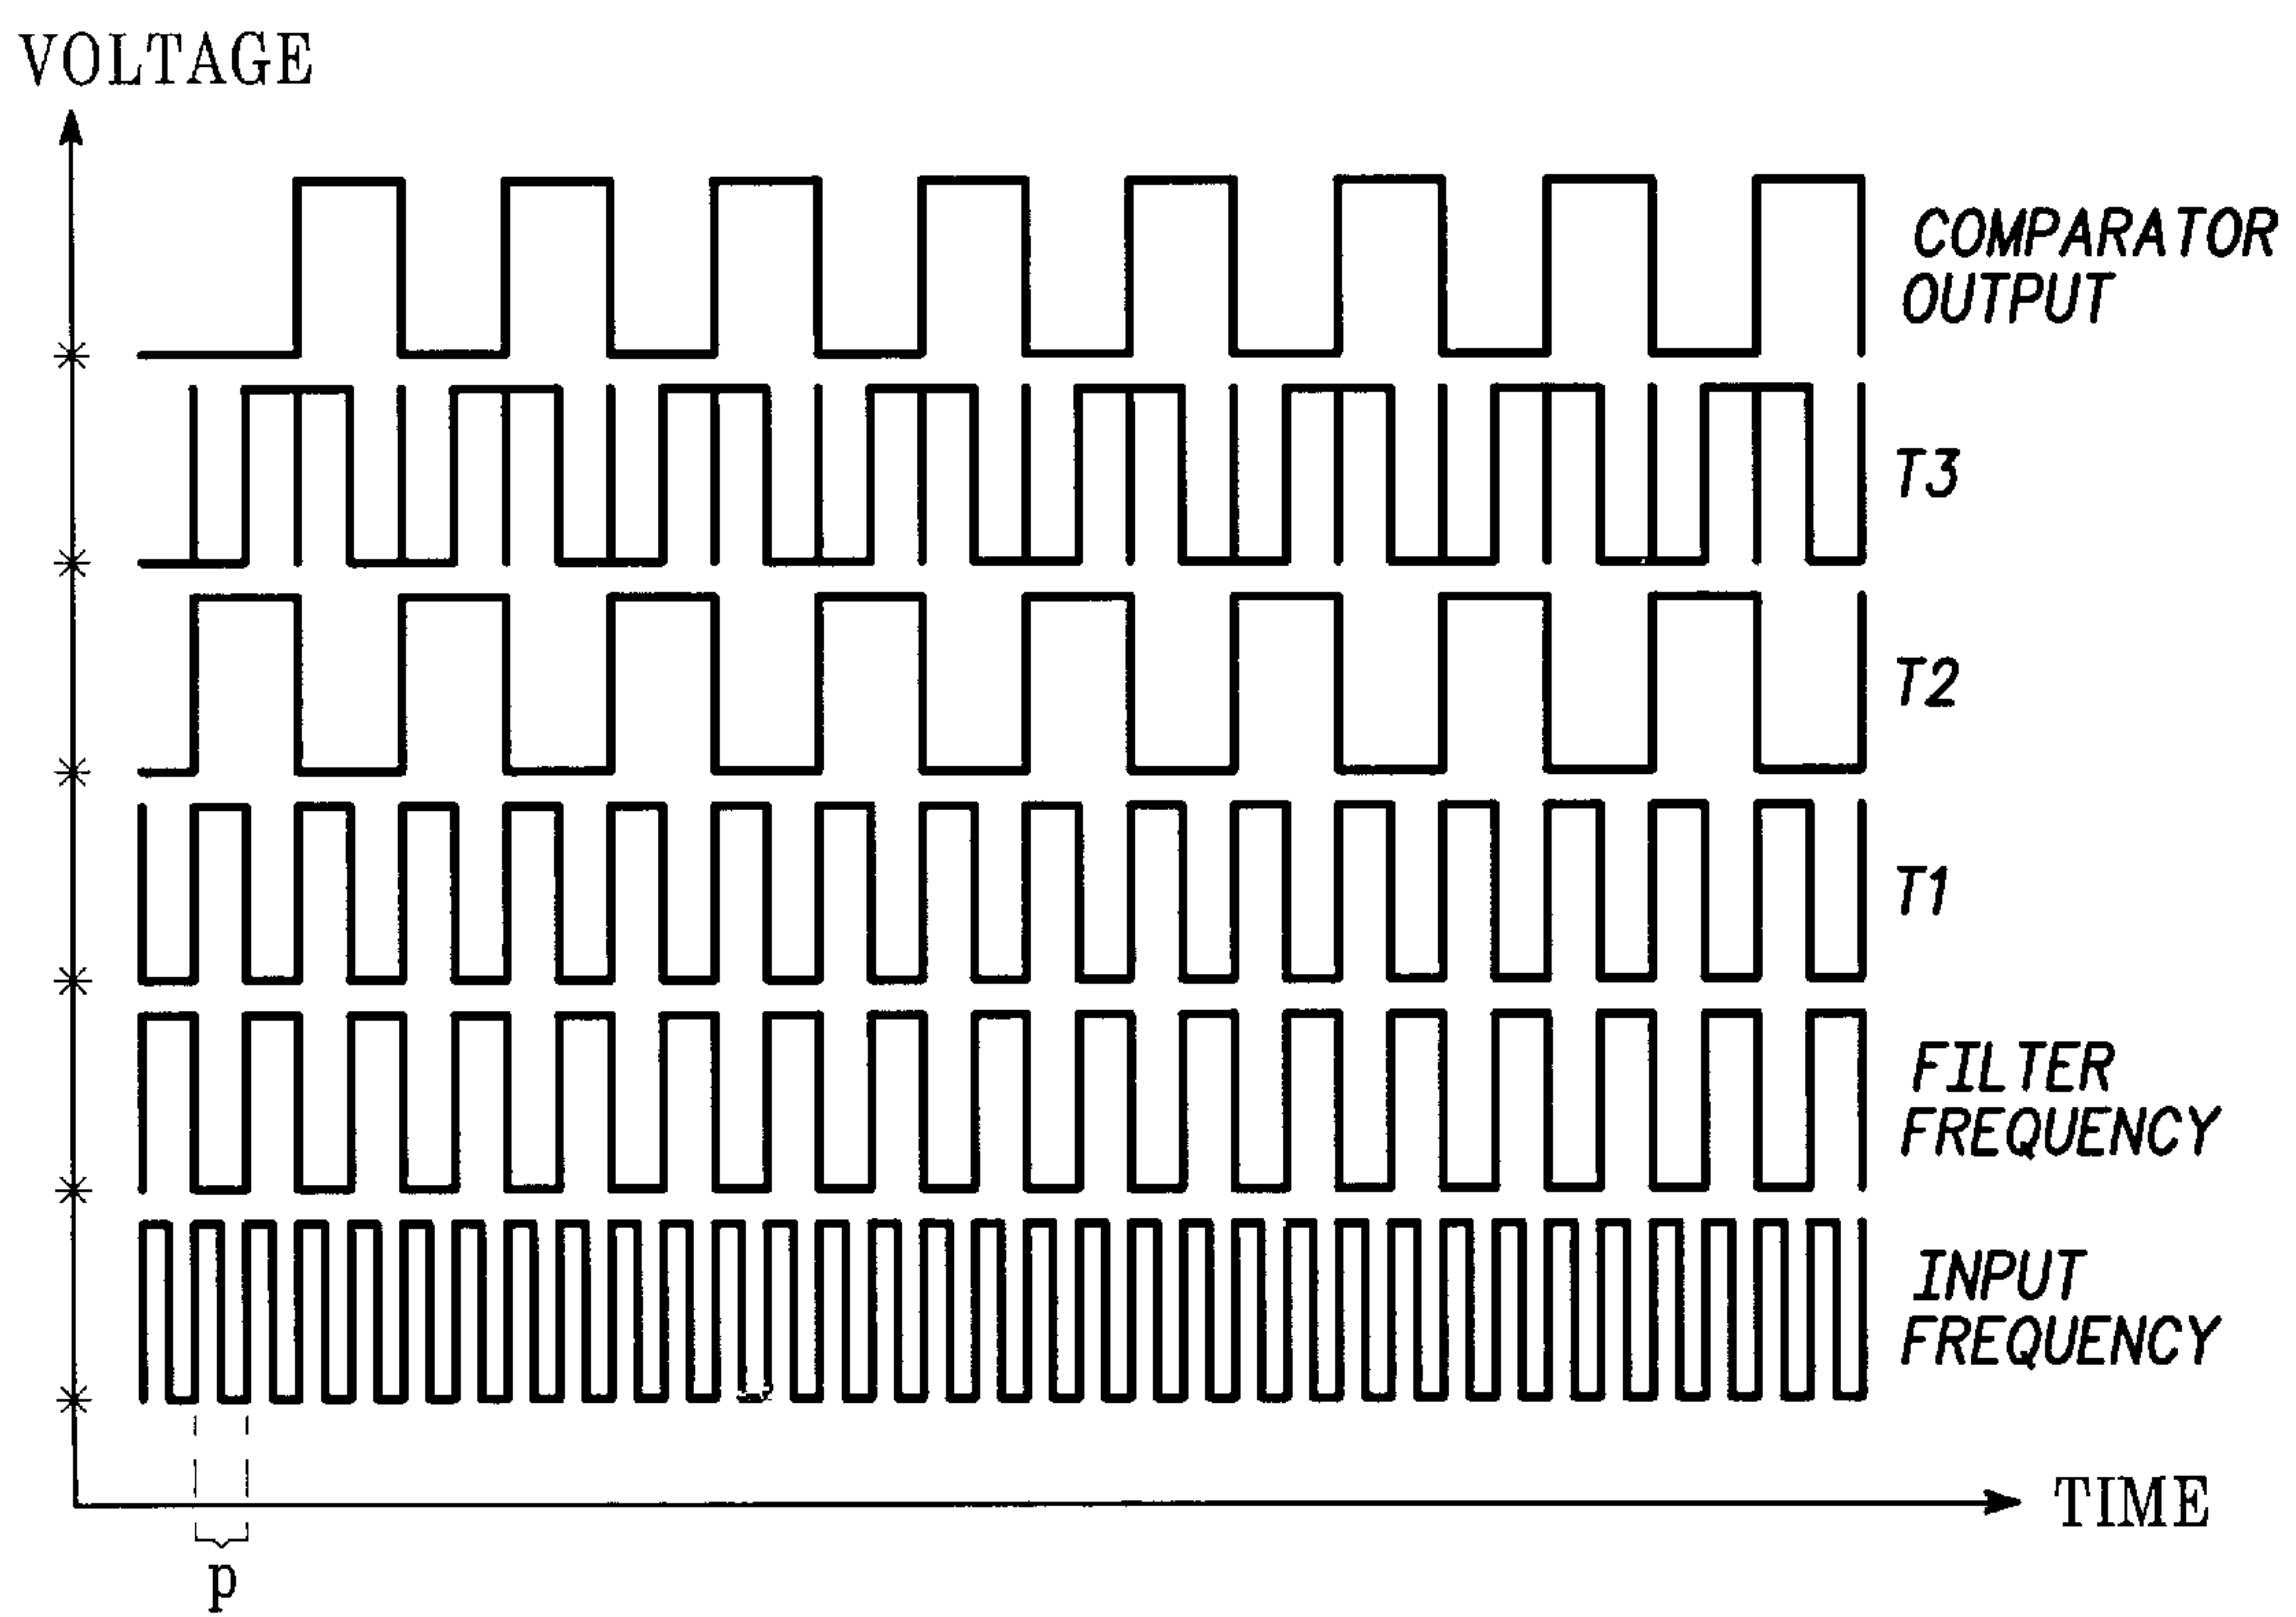 VOLTAGE
COMPARATOR
OUTPUT
T3
T2
T1
FILTER
FREQUENCY
INPUT
FREQUENCY
TIME
p